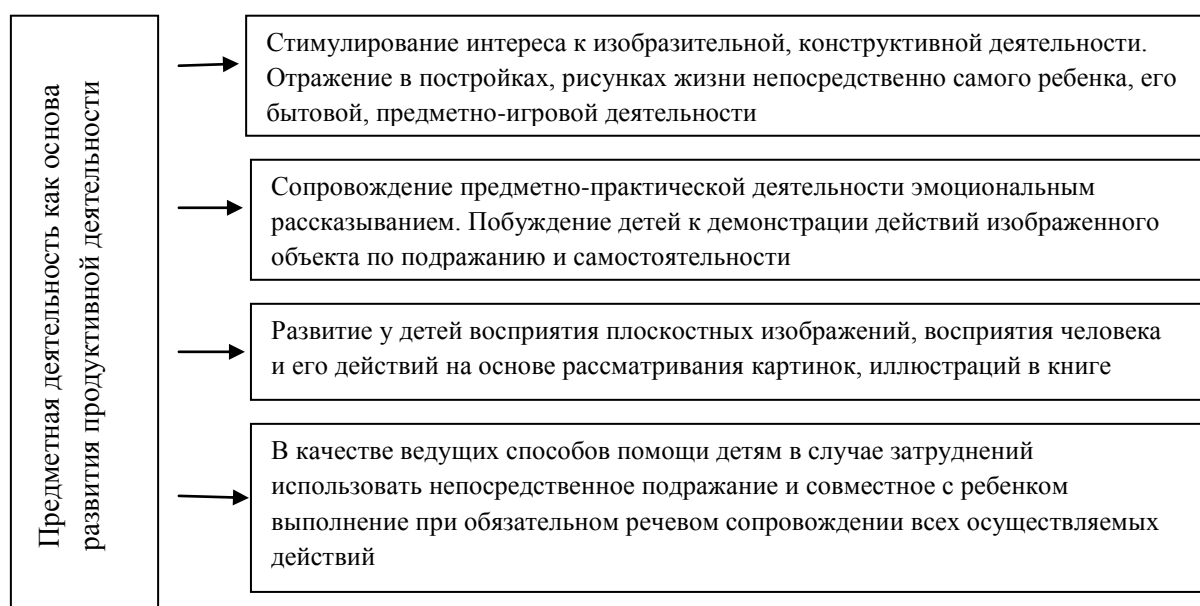 Предметная деятельность как основа
развития продуктивной деятельности
Стимулирование интереса к изобразительной, конструктивной деятельности.
Отражение в постройках, рисунках жизни непосредственно самого ребенка, его
бытовой, предметно-игровой деятельности
Сопровождение предметно-практической деятельности эмоциональным
рассказыванием. Побуждение детей к демонстрации действий изображенного
объекта по подражанию и самостоятельности
Развитие у детей восприятия плоскостных изображений, восприятия человека
и его действий на основе рассматривания картинок, иллюстраций в книге
В качестве ведущих способов помощи детям в случае затруднений
использовать непосредственное подражание и совместное с ребенком
выполнение при обязательном речевом сопровождении всех осуществляемых
действий